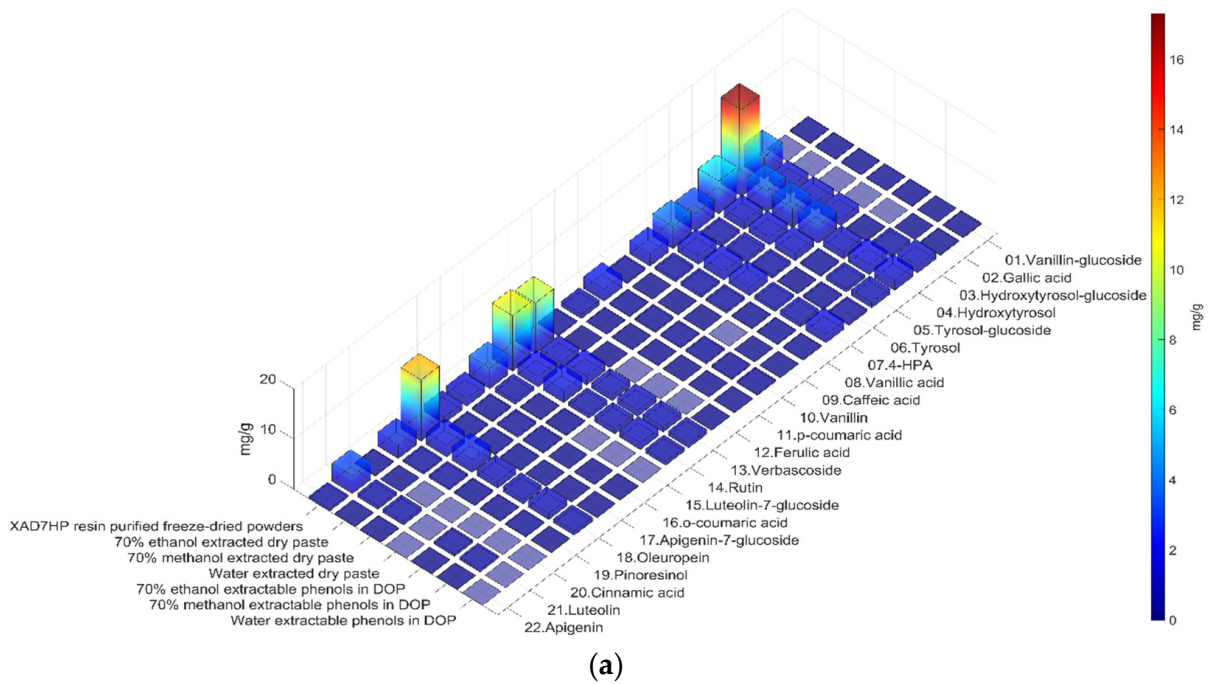 16
14
12
10
8
6
4
2
0
mg/g
20
10
0
mg/g
01.Vanillin-glucoside
02.Gallic acid
03.Hydroxytyrosol-glucoside
04.Hydroxytyrosol
05.Tyrosol-glucoside
06.Tyrosol
07.4-HPA
08.Vanillic acid
09.Caffeic acid
10.Vanillin
11.p-coumaric acid
12.Ferulic acid
13.Verbascoside
14.Rutin
15.Luteolin-7-glucoside
16.o-coumaric acid
17.Apigenin-7-glucoside
18.Oleuropein
19.Pinoresinol
20.Cinnamic acid
21.Luteolin
22.Apigenin
XAD7HP resin purified freeze-dried powders
70% ethanol extracted dry paste
70% methanol extracted dry paste
Water extracted dry paste
70% ethanol extractable phenols in DOP
70% methanol extractable phenols in DOP
Water extractable phenols in DOP
(a)